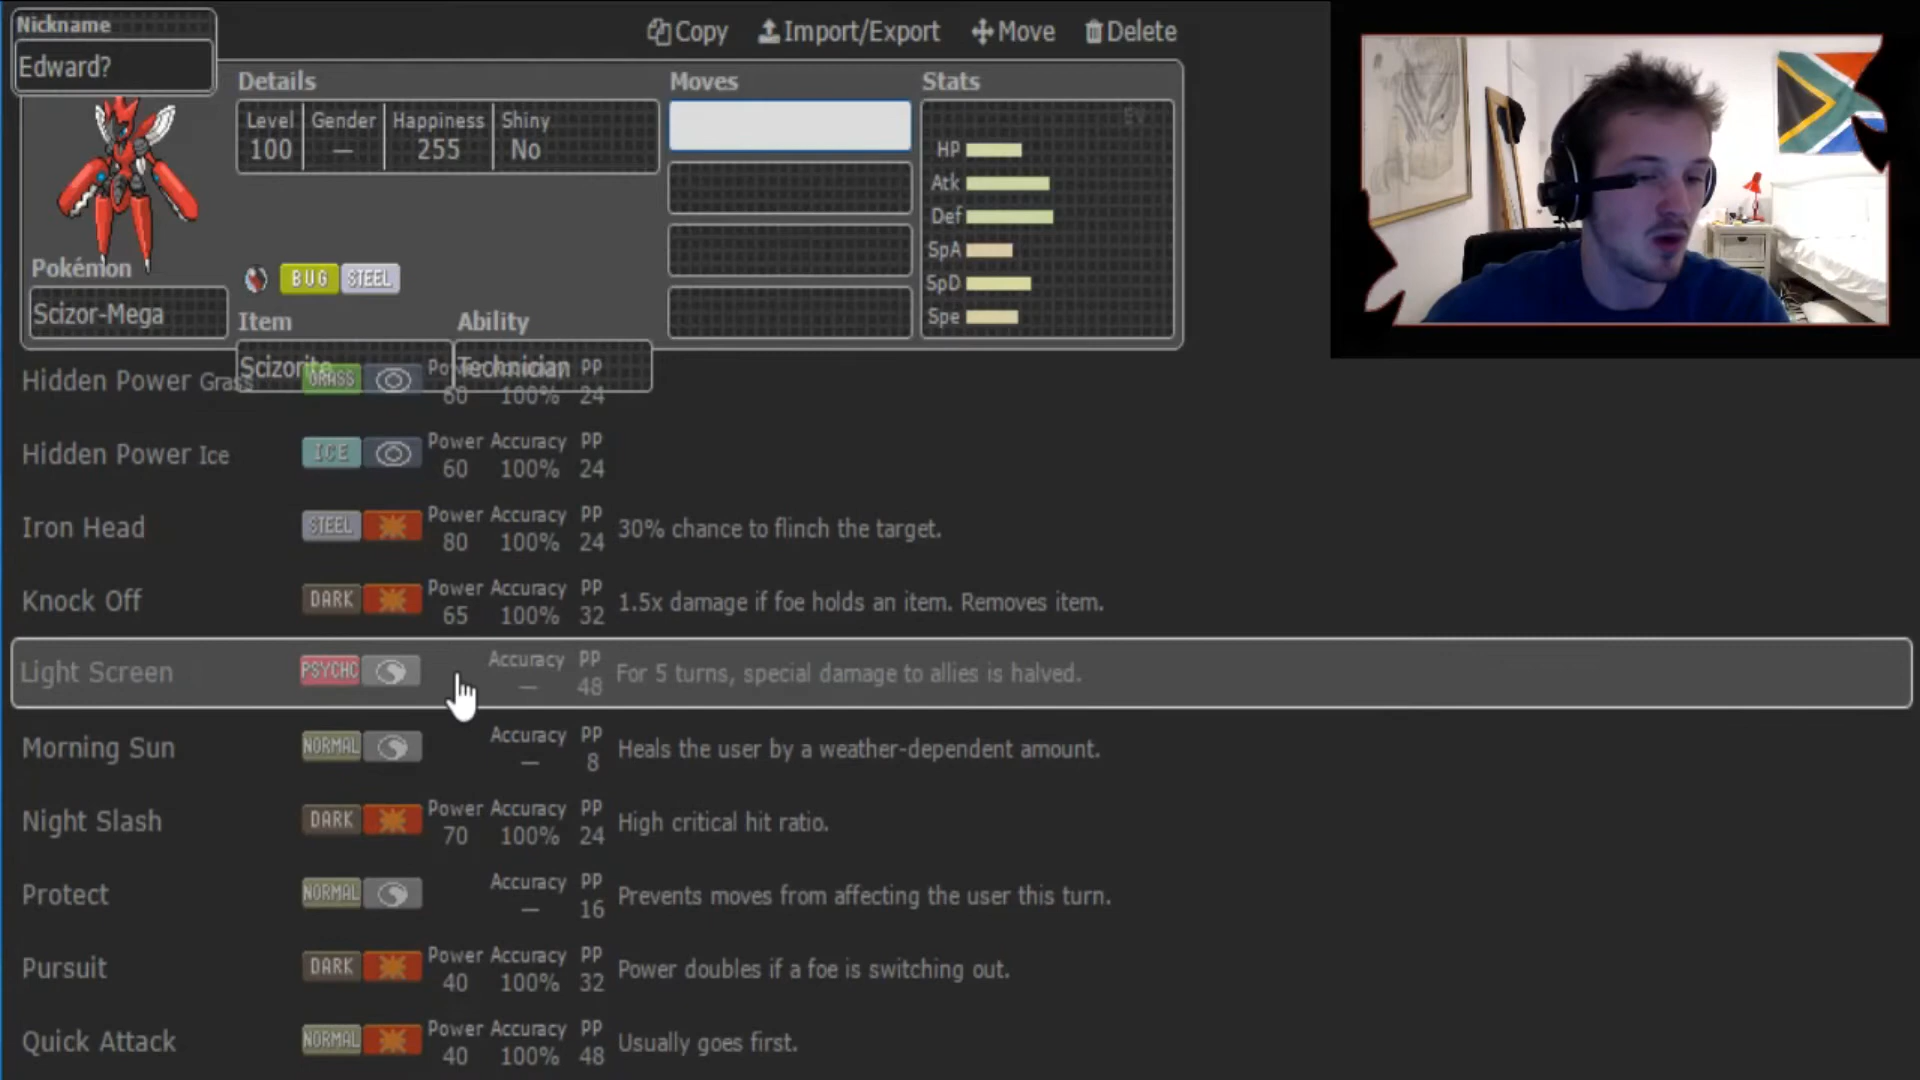 Nickname
Edward?
Copy Import/Export Move Delete
Details
Moves
Stats
Level Gender Happiness Shiny
100 — 255 No
EV
HP
Atk
Def
SpA
SpD
Spe
BUG STEEL
Pokémon
Scizor-Mega
Item Ability
Scizorite Technician
Hidden Power Grass GRASS Power 60 Accuracy 100% PP 24
Hidden Power Ice ICE Power 60 Accuracy 100% PP 24
Iron Head STEEL Power 80 Accuracy 100% PP 24 30% chance to flinch the target.
Knock Off DARK Power 65 Accuracy 100% PP 32 1.5x damage if foe holds an item. Removes item.
Light Screen PSYCHC Accuracy — PP 48 For 5 turns, special damage to allies is halved.
Morning Sun NORMAL Accuracy — PP 8 Heals the user by a weather-dependent amount.
Night Slash DARK Power 70 Accuracy 100% PP 24 High critical hit ratio.
Protect NORMAL Accuracy — PP 16 Prevents moves from affecting the user this turn.
Pursuit DARK Power 40 Accuracy 100% PP 32 Power doubles if a foe is switching out.
Quick Attack NORMAL Power 40 Accuracy 100% PP 48 Usually goes first.